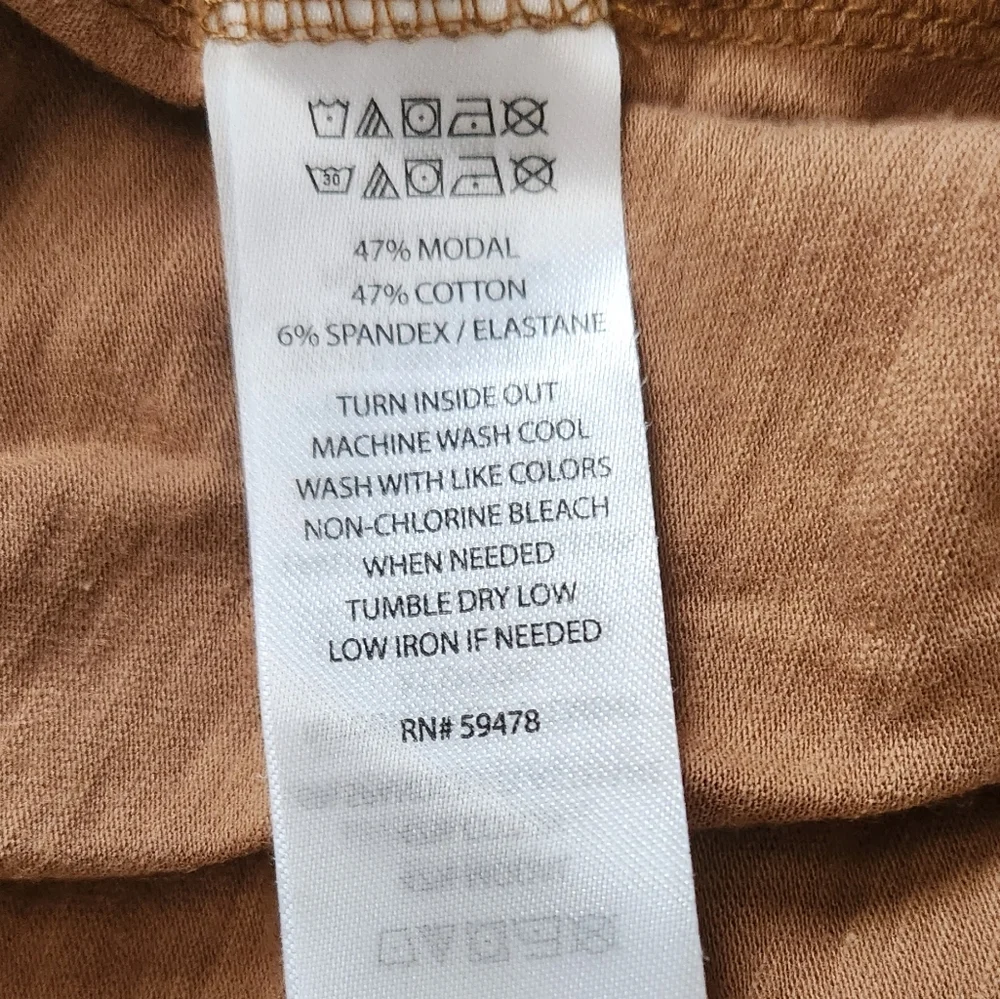 30
47% MODAL
47% COTTON
6% SPANDEX / ELASTANE
TURN INSIDE OUT
MACHINE WASH COOL
WASH WITH LIKE COLORS
NON-CHLORINE BLEACH
WHEN NEEDED
TUMBLE DRY LOW
LOW IRON IF NEEDED
RN# 59478